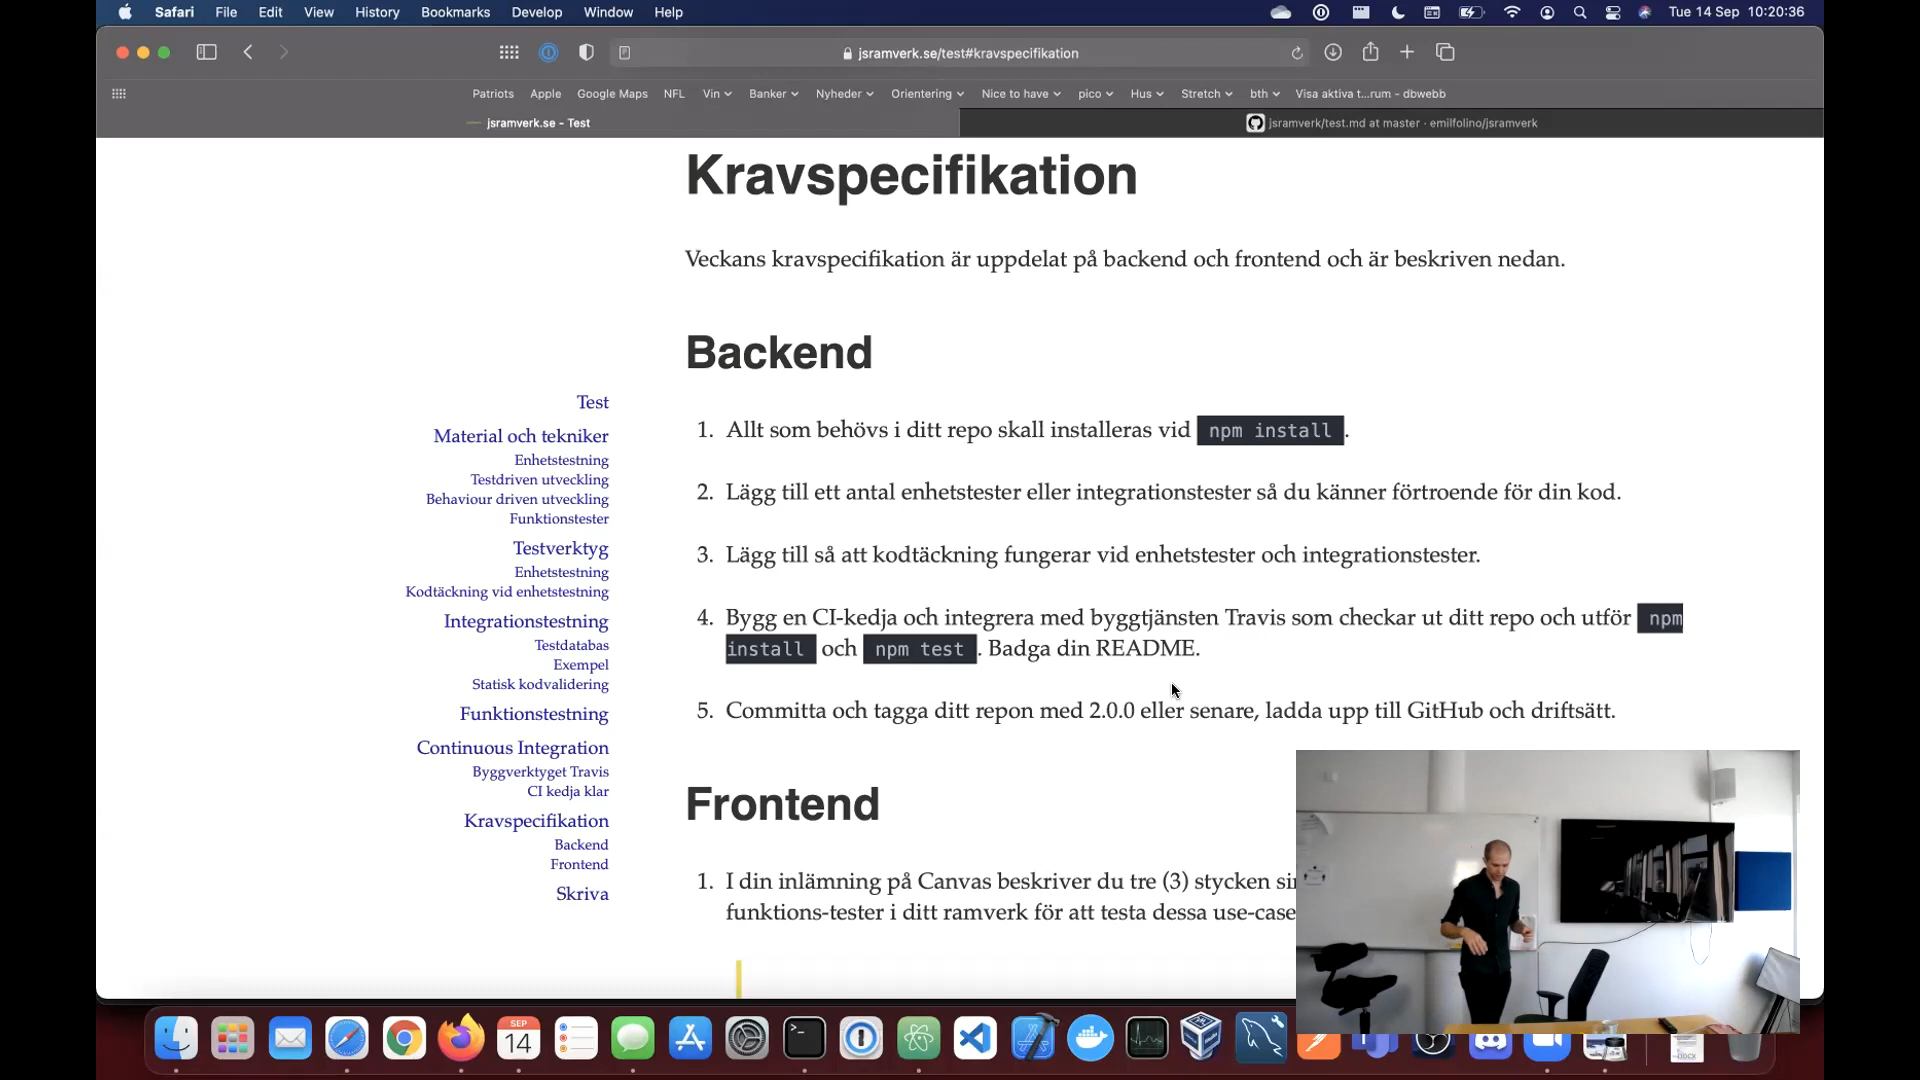 Safari File Edit View History Bookmarks Develop Window Help Tue 14 Sep 10:20:36
jsramverk.se/test#kravspecifikation
Patriots Apple Google Maps NFL Vin Banker Nyheder Orientering Nice to have pico Hus Stretch bth Visa aktiva t...rum - dbwebb
jsramverk.se - Test
jsramverk/test.md at master · emilfolino/jsramverk
Kravspecifikation
Veckans kravspecifikation är uppdelat på backend och frontend och är beskriven nedan.
Backend
1. Allt som behövs i ditt repo skall installeras vid npm install.
2. Lägg till ett antal enhetstester eller integrationstester så du känner förtroende för din kod.
3. Lägg till så att kodtäckning fungerar vid enhetstester och integrationstester.
4. Bygg en CI-kedja och integrera med byggtjänsten Travis som checkar ut ditt repo och utför npm
install och npm test. Badga din README.
5. Committa och tagga ditt repon med 2.0.0 eller senare, ladda upp till GitHub och driftsätt.
Frontend
1. I din inlämning på Canvas beskriver du tre (3) stycken
funktions-tester i ditt ramverk för att testa dessa use-case
Test
Material och tekniker
Enhetstestning
Testdriven utveckling
Behaviour driven utveckling
Funktionstester
Testverktyg
Enhetstestning
Kodtäckning vid enhetstestning
Integrationstestning
Testdatabas
Exempel
Statisk kodvalidering
Funktionstestning
Continuous Integration
Byggverktyget Travis
CI kedja klar
Kravspecifikation
Backend
Frontend
Skriva
SEP
14
DOCX